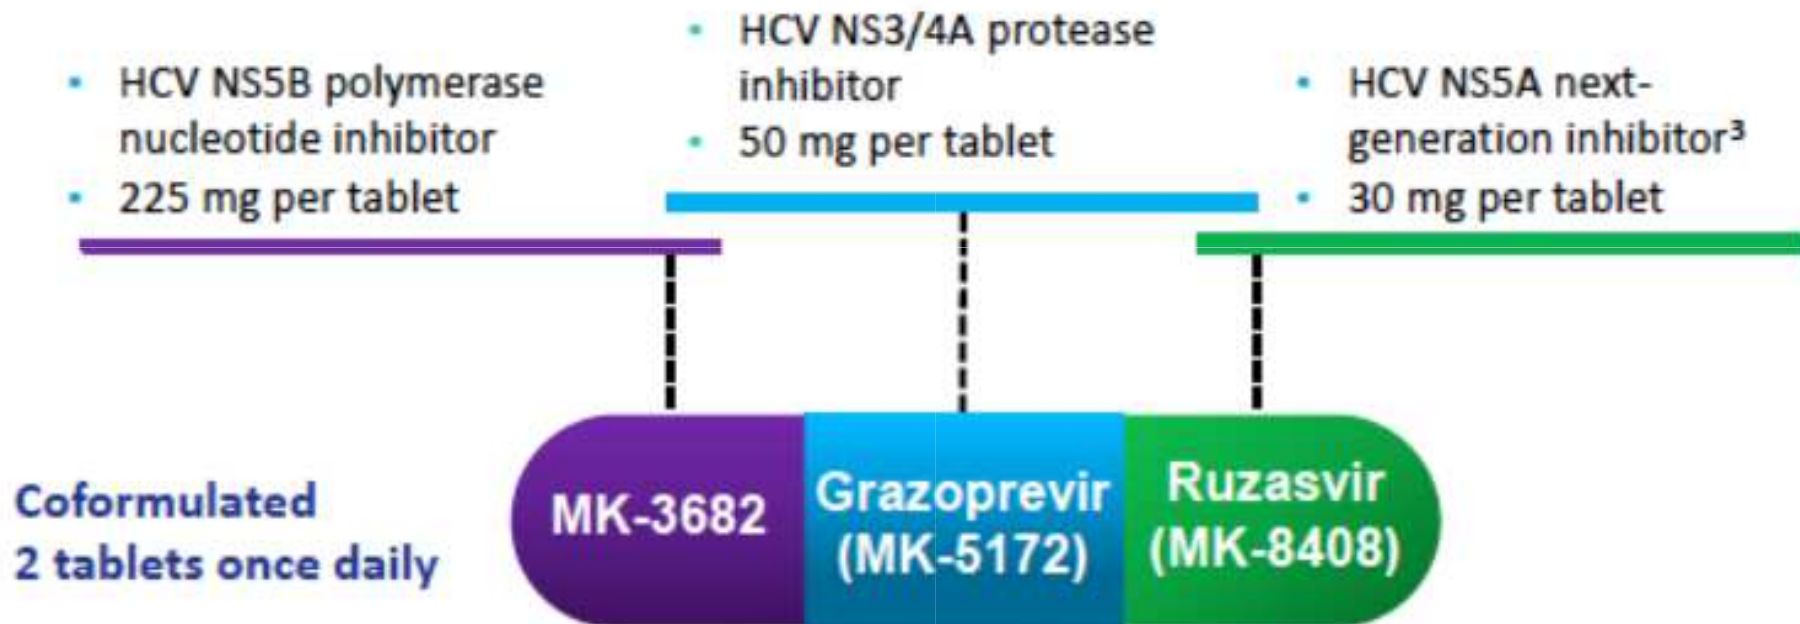 • HCV NS5B polymerase
nucleotide inhibitor
• 225 mg per tablet
• HCV NS3/4A protease
inhibitor
• 50 mg per tablet
• HCV NS5A next-
generation inhibitor³
• 30 mg per tablet
Coformulated
2 tablets once daily
MK-3682
Grazoprevir
(MK-5172)
Ruzasvir
(MK-8408)